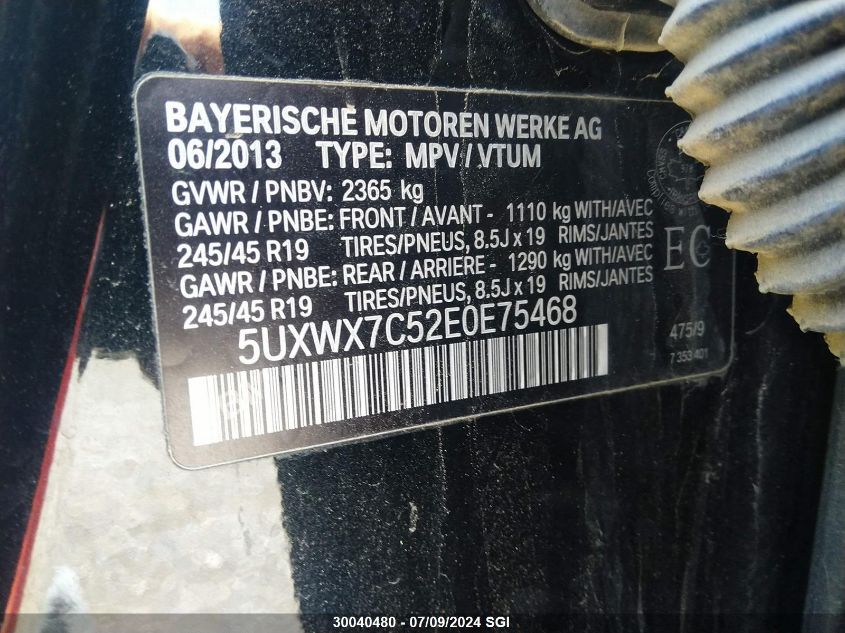 BAYERISCHE MOTOREN WERKE AG
06/2013 TYPE: MPV / VTUM
GVWR / PNBV: 2365 kg
GAWR / PNBE: FRONT / AVANT - 1110 kg WITH/AVEC
245/45 R19 TIRES/PNEUS, 8.5J x 19 RIMS/JANTES
GAWR / PNBE: REAR / ARRIERE - 1290 kg WITH/AVEC
245/45 R19 TIRES/PNEUS, 8.5J x 19 RIMS/JANTES
EC
5UXWX7C52E0E75468
475/9
7 353 401
30040480 - 07/09/2024 SGI